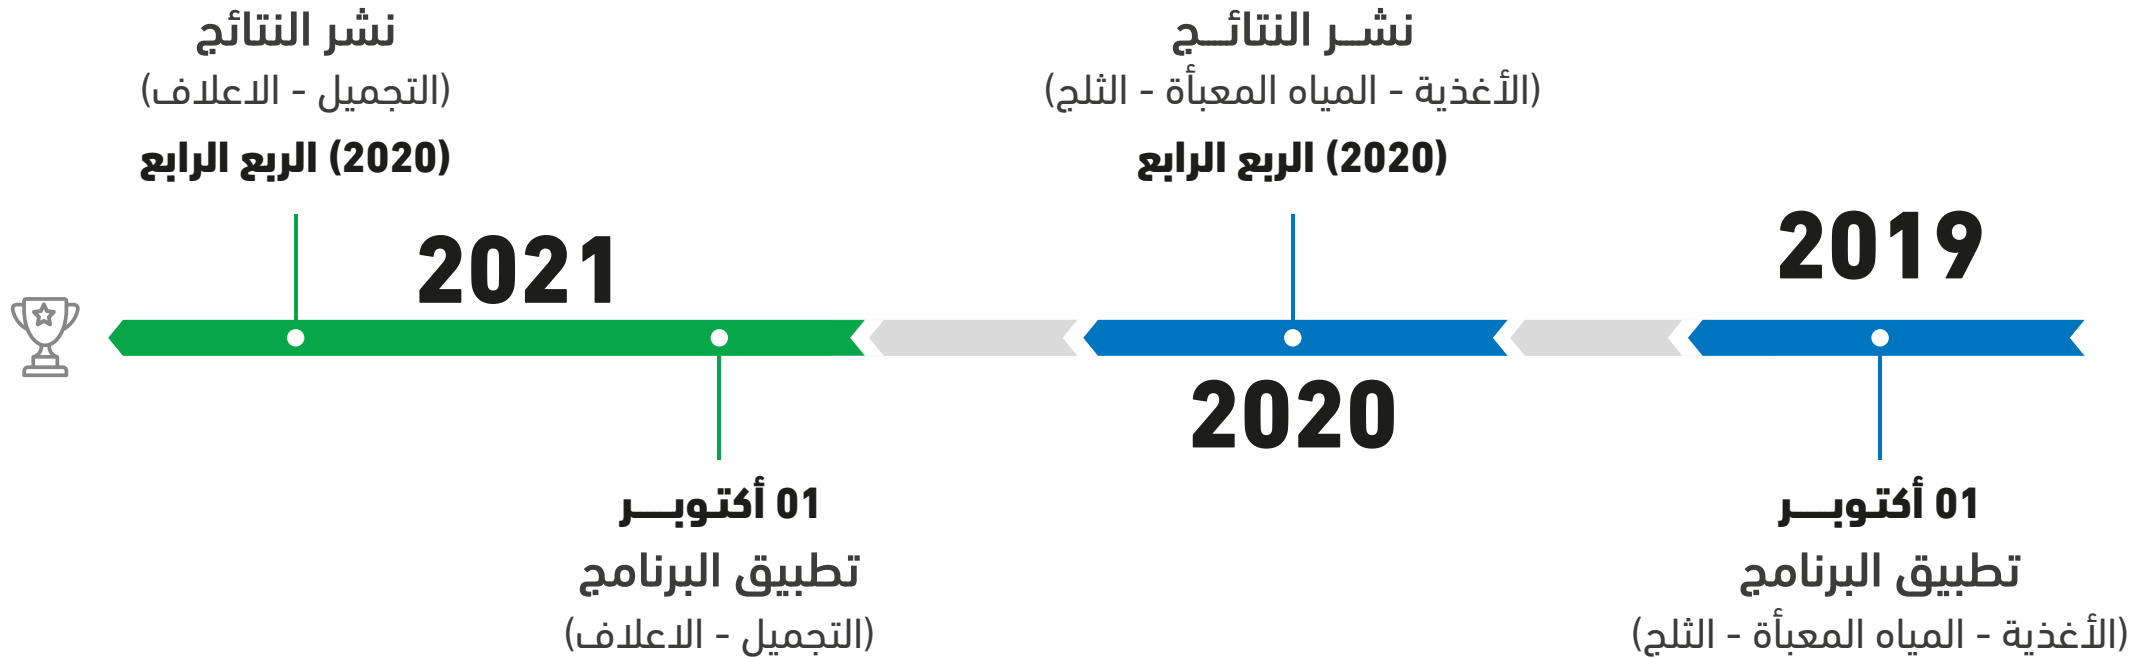 2019
01 أكتوبر
تطبيق البرنامج
(الأغذية - المياه المعبأة - الثلج)
نشر النتائج
(الأغذية - المياه المعبأة - الثلج)
(2020) الربع الرابع
2020
2021
01 أكتوبر
تطبيق البرنامج
(التجميل - الاعلاف)
نشر النتائج
(التجميل - الاعلاف)
(2020) الربع الرابع